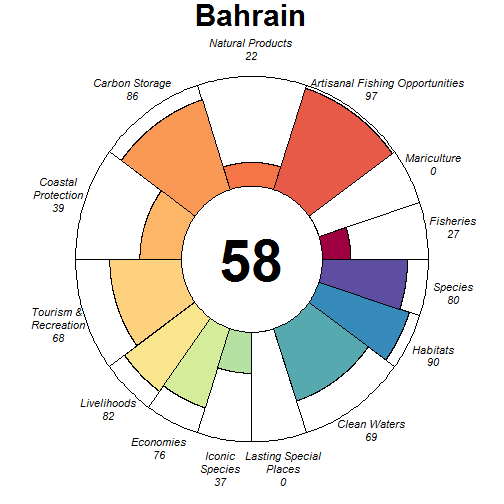 Bahrain
Natural Products
22
Carbon Storage
86
Artisanal Fishing Opportunities
97
Mariculture
0
Coastal
Protection
39
Fisheries
27
58
Species
80
Tourism &
Recreation
68
Habitats
90
Livelihoods
82
Clean Waters
69
Economies
76
Iconic
Species
37
Lasting Special
Places
0